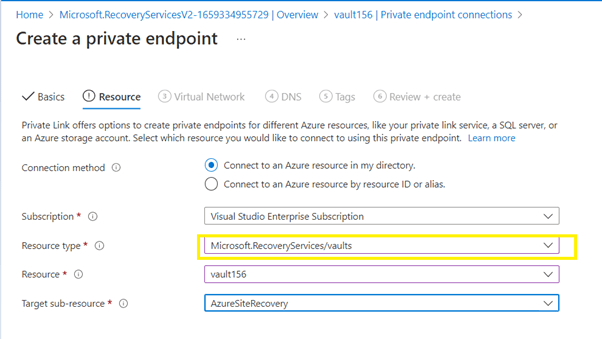 Home > Microsoft.RecoveryServicesV2-1659334955729 | Overview > vault156 | Private endpoint connections >
Create a private endpoint ...
Basics 1 Resource 3 Virtual Network 4 DNS 5 Tags 6 Review + create
Private Link offers options to create private endpoints for different Azure resources, like your private link service, a SQL server, or
an Azure storage account. Select which resource you would like to connect to using this private endpoint. Learn more
Connection method Connect to an Azure resource in my directory.
Connect to an Azure resource by resource ID or alias.
Subscription * Visual Studio Enterprise Subscription
Resource type * Microsoft.RecoveryServices/vaults
Resource * vault156
Target sub-resource * AzureSiteRecovery